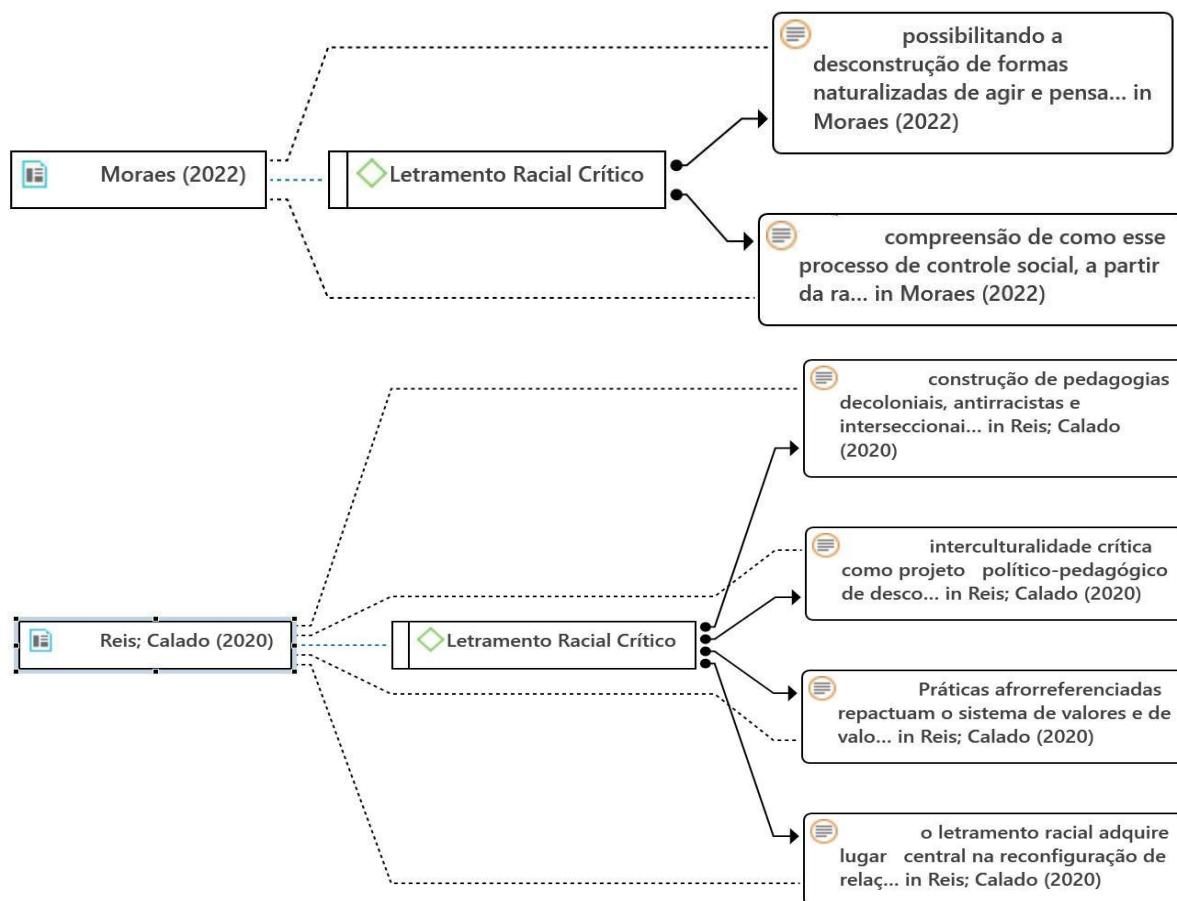 possibilitando a
desconstrução de formas
naturalizadas de agir e pensa... in
Moraes (2022)
Moraes (2022)
Letramento Racial Crítico
compreensão de como esse
processo de controle social, a partir
da ra... in Moraes (2022)
construção de pedagogias
decoloniais, antirracistas e
interseccionai... in Reis; Calado
(2020)
interculturalidade crítica
como projeto político-pedagógico
de desco... in Reis; Calado (2020)
Reis; Calado (2020)
Letramento Racial Crítico
Práticas afrorreferenciadas
repactuam o sistema de valores e de
valo... in Reis; Calado (2020)
o letramento racial adquire
lugar central na reconfiguração de
relaç... in Reis; Calado (2020)